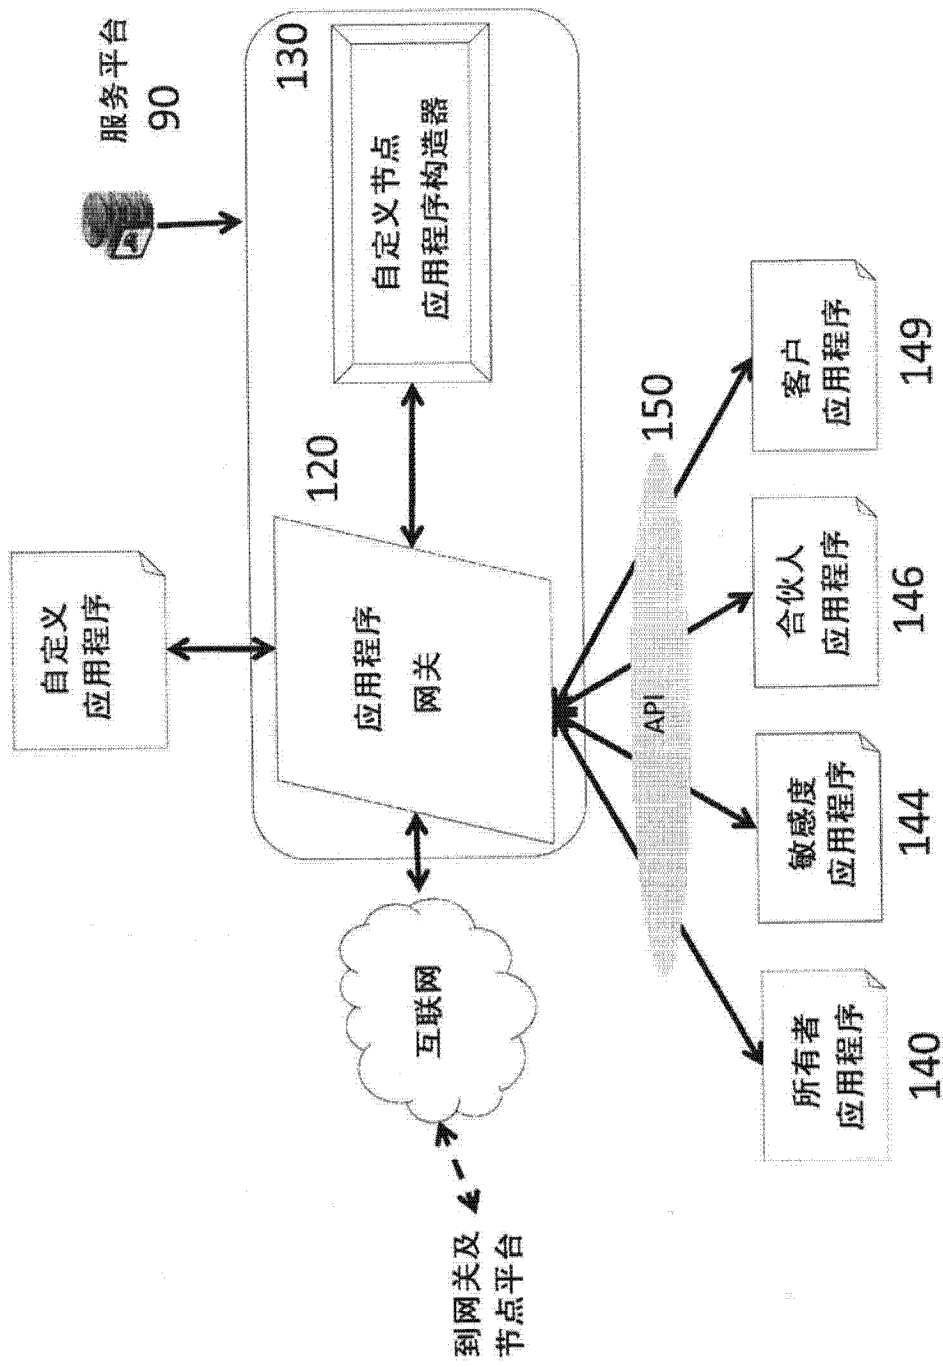 服务平台
90
130
自定义节点
应用程序构造器
120
自定义
应用程序
应用程序
网关
互联网
到网关及
节点平台
150
API
所有者
应用程序
140
敏感度
应用程序
144
合伙人
应用程序
146
客户
应用程序
149